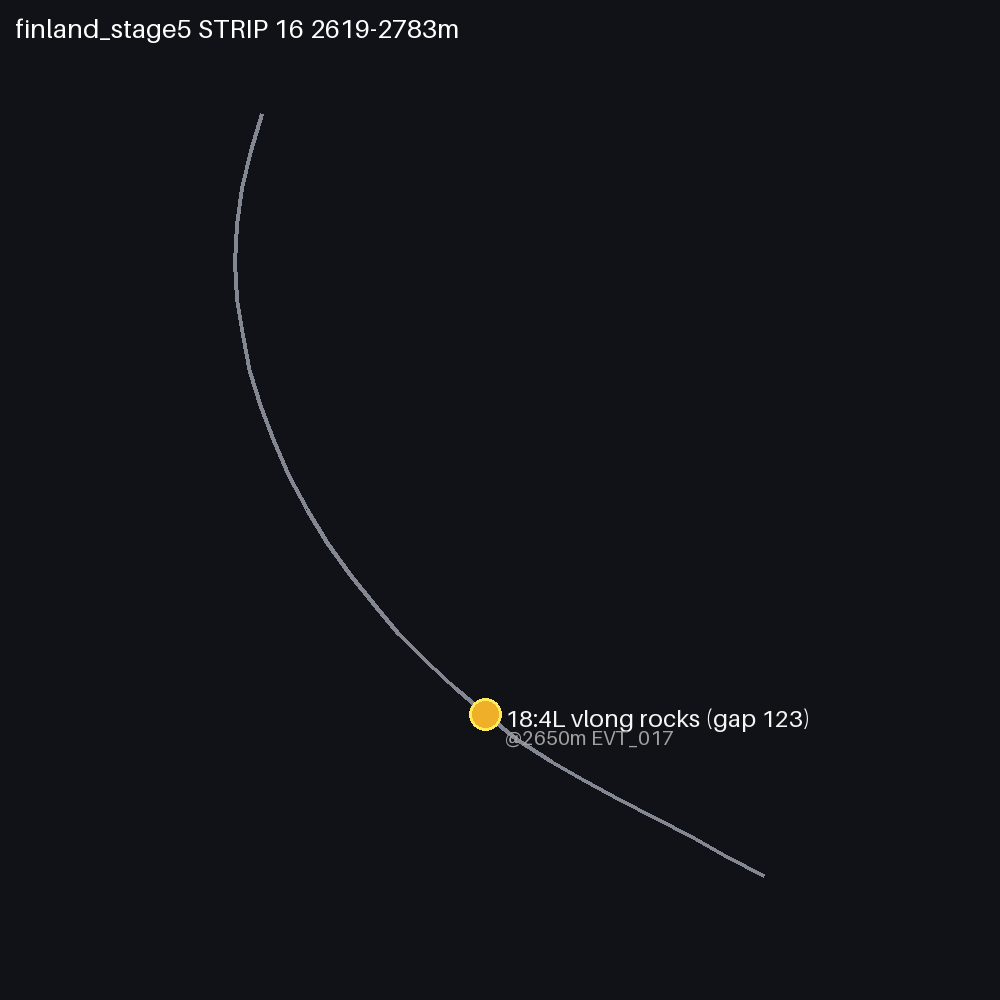 finland_stage5 STRIP 16 2619-2783m
18:4L vlong rocks (gap 123)
@2650m EVT_017